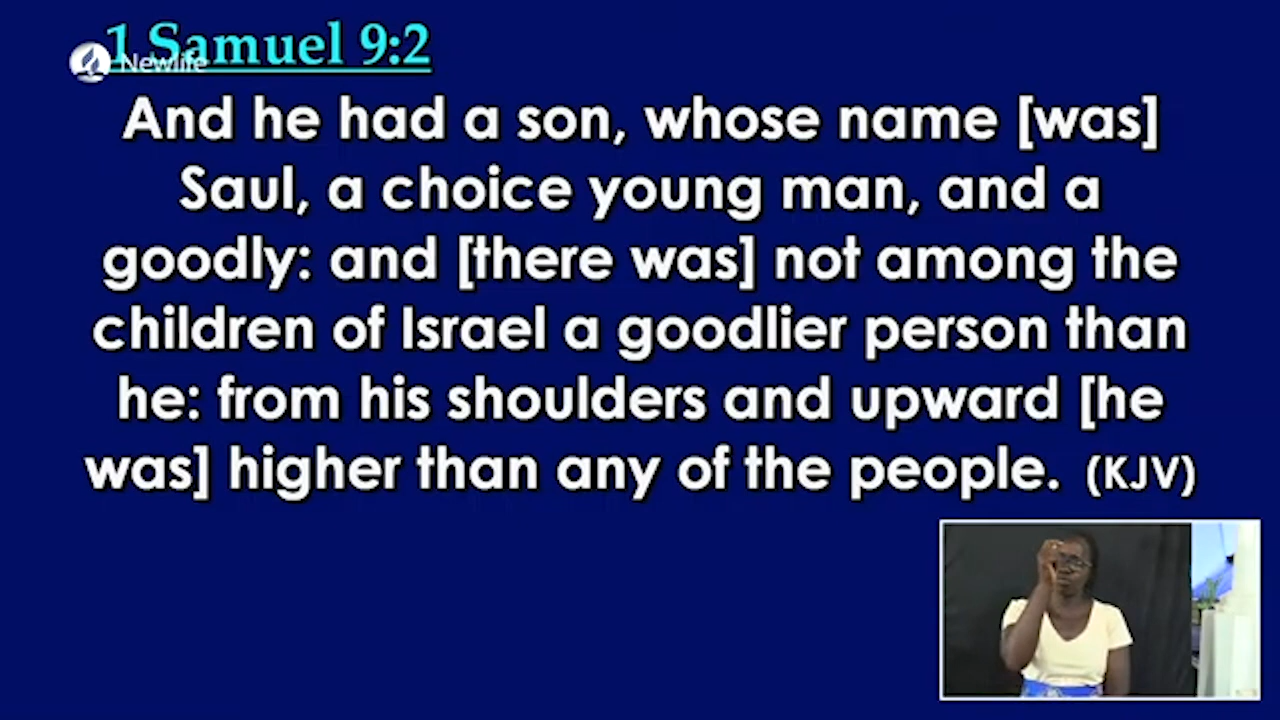 1 Samuel 9:2
Newlife
And he had a son, whose name [was]
Saul, a choice young man, and a
goodly: and [there was] not among the
children of Israel a goodlier person than
he: from his shoulders and upward [he
was] higher than any of the people. (KJV)